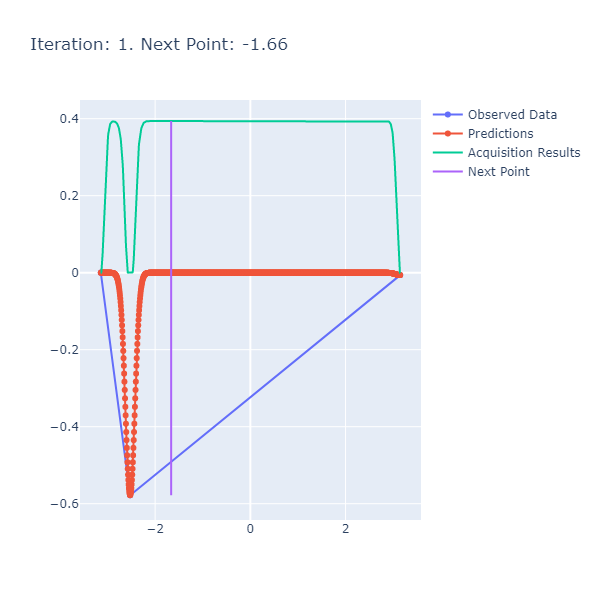 Iteration: 1. Next Point: -1.66
Observed Data
Predictions
Acquisition Results
Next Point
0.4
0.2
0
−0.2
−0.4
−0.6
−2
0
2